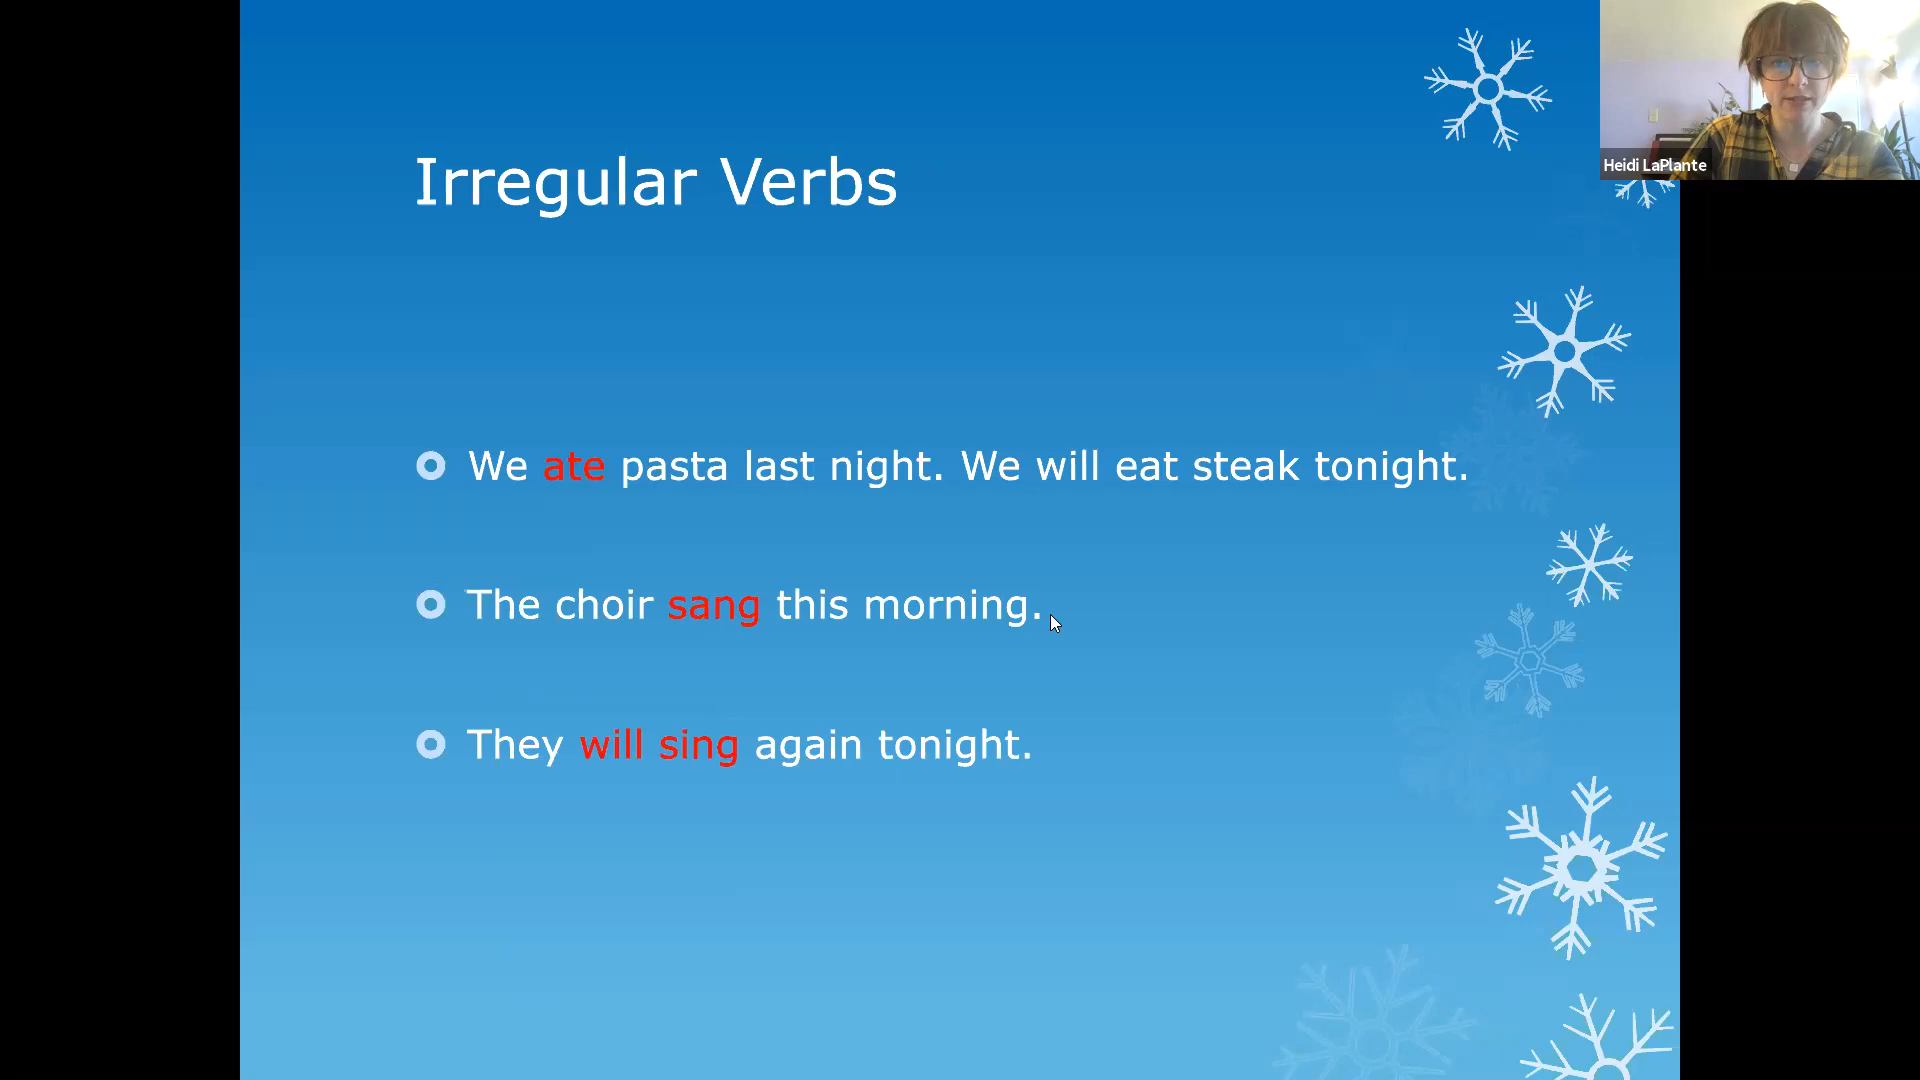 Irregular Verbs
We ate pasta last night. We will eat steak tonight.
The choir sang this morning.
They will sing again tonight.
Heidi LaPlante